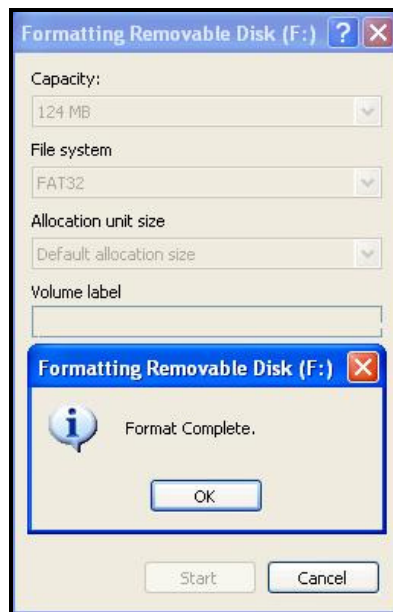 Formatting Removable Disk (F:)
Capacity:
124 MB
File system
FAT32
Allocation unit size
Default allocation size
Volume label
Formatting Removable Disk (F:)
Format Complete.
OK
Start
Cancel